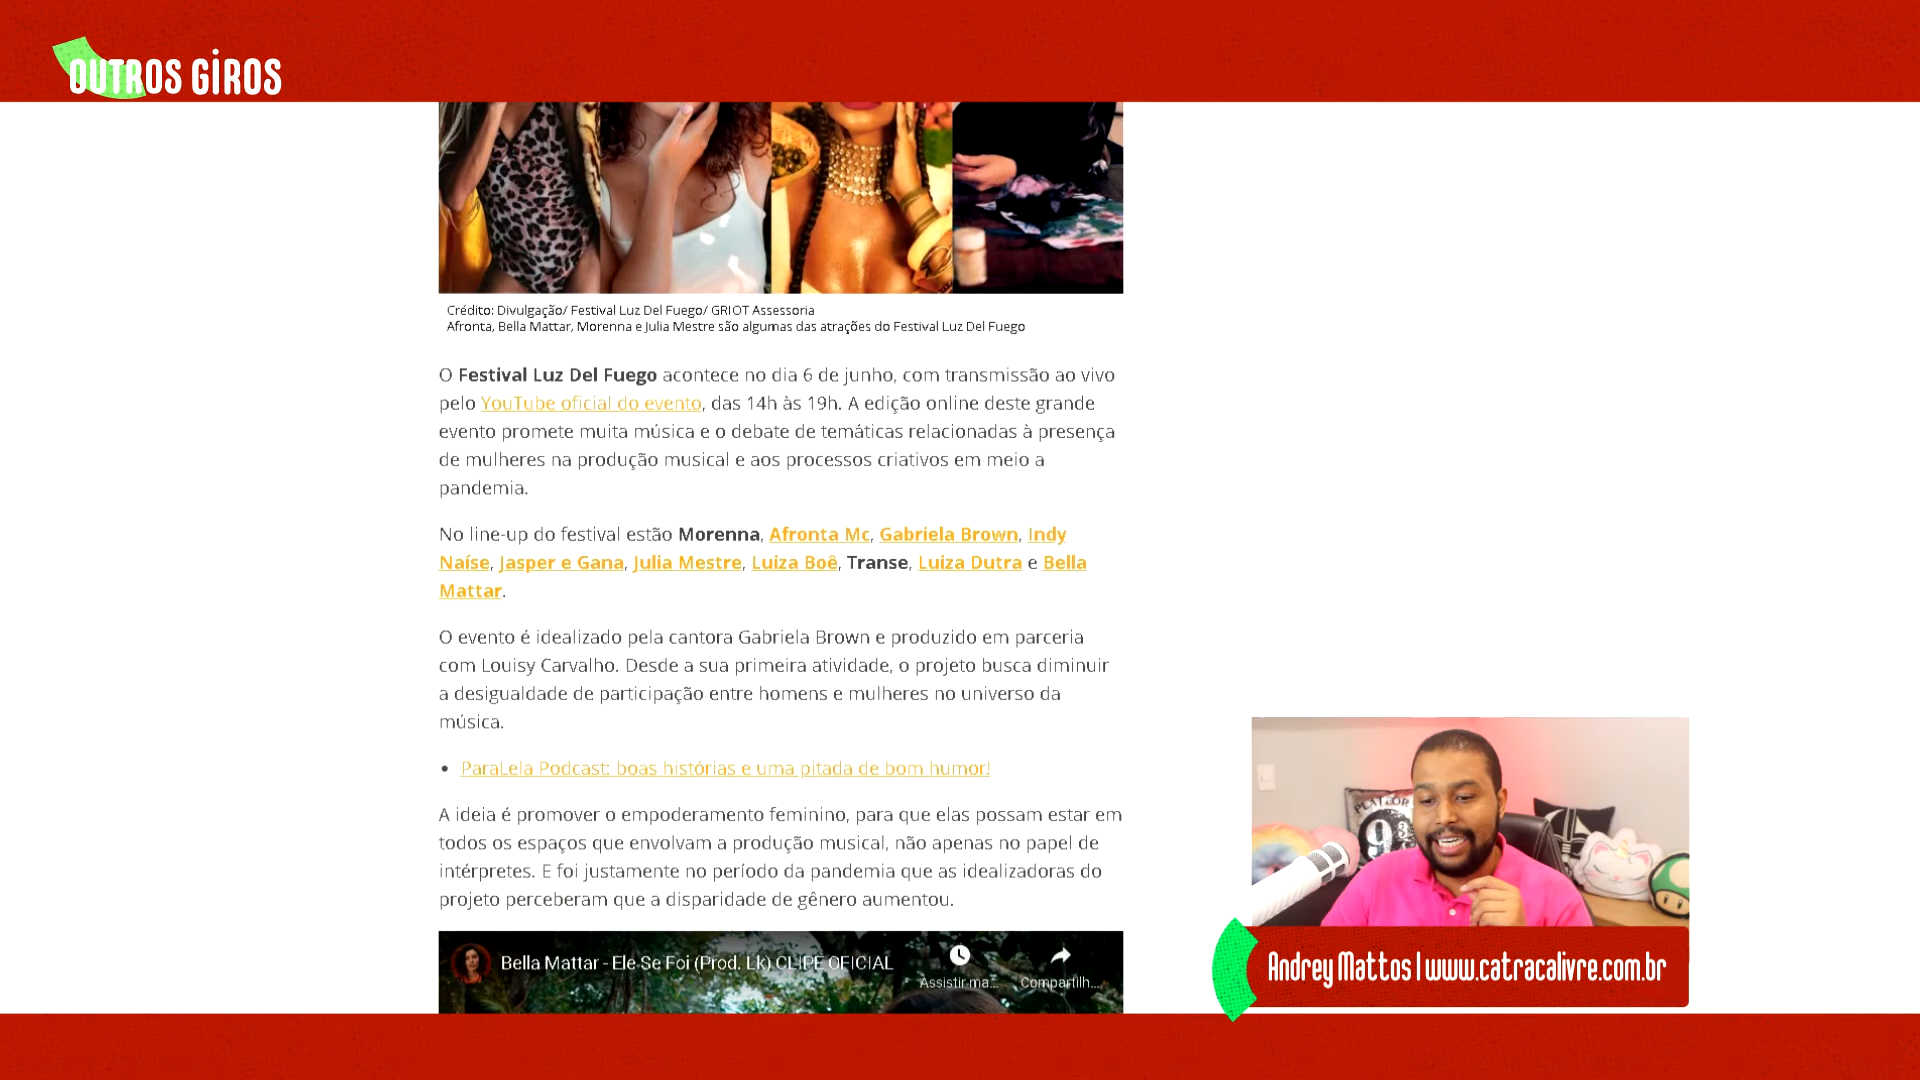 OUTROS GIROS
Crédito: Divulgação/ Festival Luz Del Fuego/ GRIOT Assessoria
Afronta, Bella Mattar, Morenna e Julia Mestre são algumas das atrações do Festival Luz Del Fuego
O Festival Luz Del Fuego acontece no dia 6 de junho, com transmissão ao vivo
pelo YouTube oficial do evento, das 14h às 19h. A edição online deste grande
evento promete muita música e o debate de temáticas relacionadas à presença
de mulheres na produção musical e aos processos criativos em meio a
pandemia.
No line-up do festival estão Morenna, Afronta Mc, Gabriela Brown, Indy
Naíse, Jasper e Gana, Julia Mestre, Luiza Boê, Transe, Luiza Dutra e Bella
Mattar.
O evento é idealizado pela cantora Gabriela Brown e produzido em parceria
com Louisy Carvalho. Desde a sua primeira atividade, o projeto busca diminuir
a desigualdade de participação entre homens e mulheres no universo da
música.
• ParaLela Podcast: boas histórias e uma pitada de bom humor!
A ideia é promover o empoderamento feminino, para que elas possam estar em
todos os espaços que envolvam a produção musical, não apenas no papel de
intérpretes. E foi justamente no período da pandemia que as idealizadoras do
projeto perceberam que a disparidade de gênero aumentou.
Bella Mattar - Ele Se Foi (Prod. Lk) CLIPE OFICIAL
Assistir ma... Compartilh...
PLATFOR
9 3
Andrey Mattos | www.catracalivre.com.br